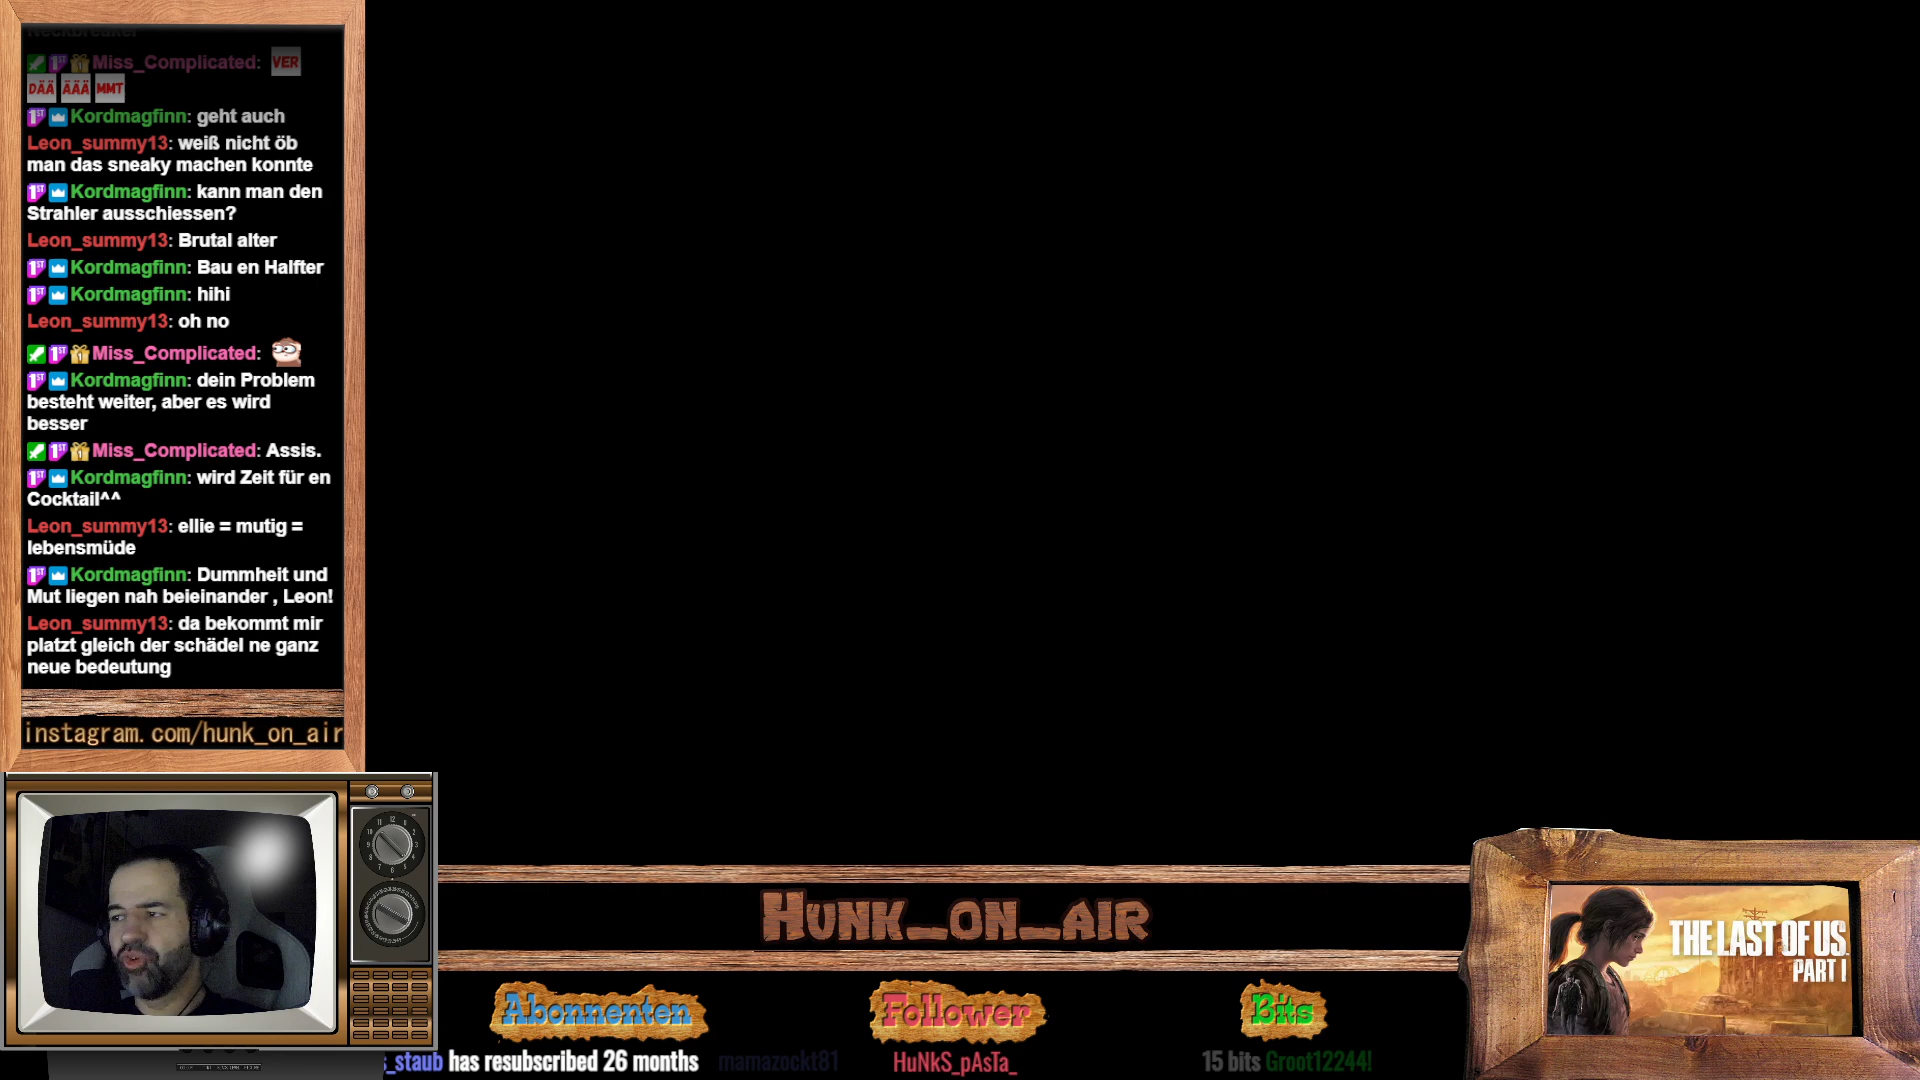 Neckbreaker
Miss_Complicated: VER
DÄÄ ÄÄÄ MMT
Kordmagfinn: geht auch
Leon_summy13: weiß nicht öb
man das sneaky machen konnte
Kordmagfinn: kann man den
Strahler ausschiessen?
Leon_summy13: Brutal alter
Kordmagfinn: Bau en Halfter
Kordmagfinn: hihi
Leon_summy13: oh no
Miss_Complicated:
Kordmagfinn: dein Problem
besteht weiter, aber es wird
besser
Miss_Complicated: Assis.
Kordmagfinn: wird Zeit für en
Cocktail^^
Leon_summy13: ellie = mutig =
lebensmüde
Kordmagfinn: Dummheit und
Mut liegen nah beieinander , Leon!
Leon_summy13: da bekommt mir
platzt gleich der schädel ne ganz
neue bedeutung
instagram.com/hunk_on_air
Hunk_on_air
THE LAST OF US
PART I
Abonnenten
Follower
Bits
s_staub has resubscribed 26 months
mamazockt81
HuNkS_pAsTa_
15 bits Groot12244!